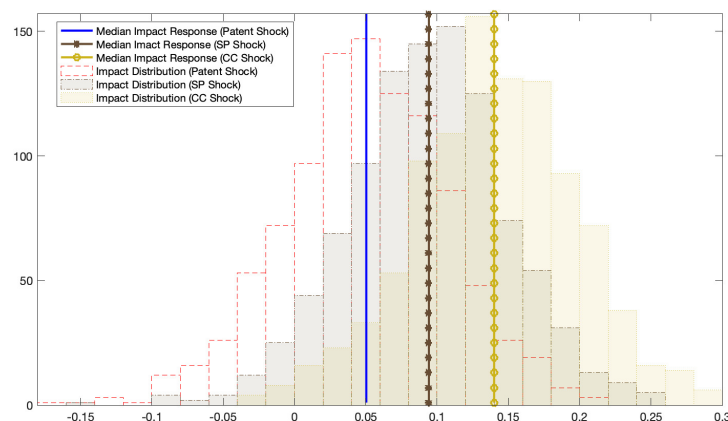 Median Impact Response (Patent Shock)
Median Imact Response (SP Shock)
Median Impact Response (CC Shock)
Impact Distribution (Patent Shock)
Impact Distribution (SP Shock)
Impact Distribution (CC Shock)
150
100
50
0
-0.15 -0.1 -0.05 0 0.05 0.1 0.15 0.2 0.25 0.3